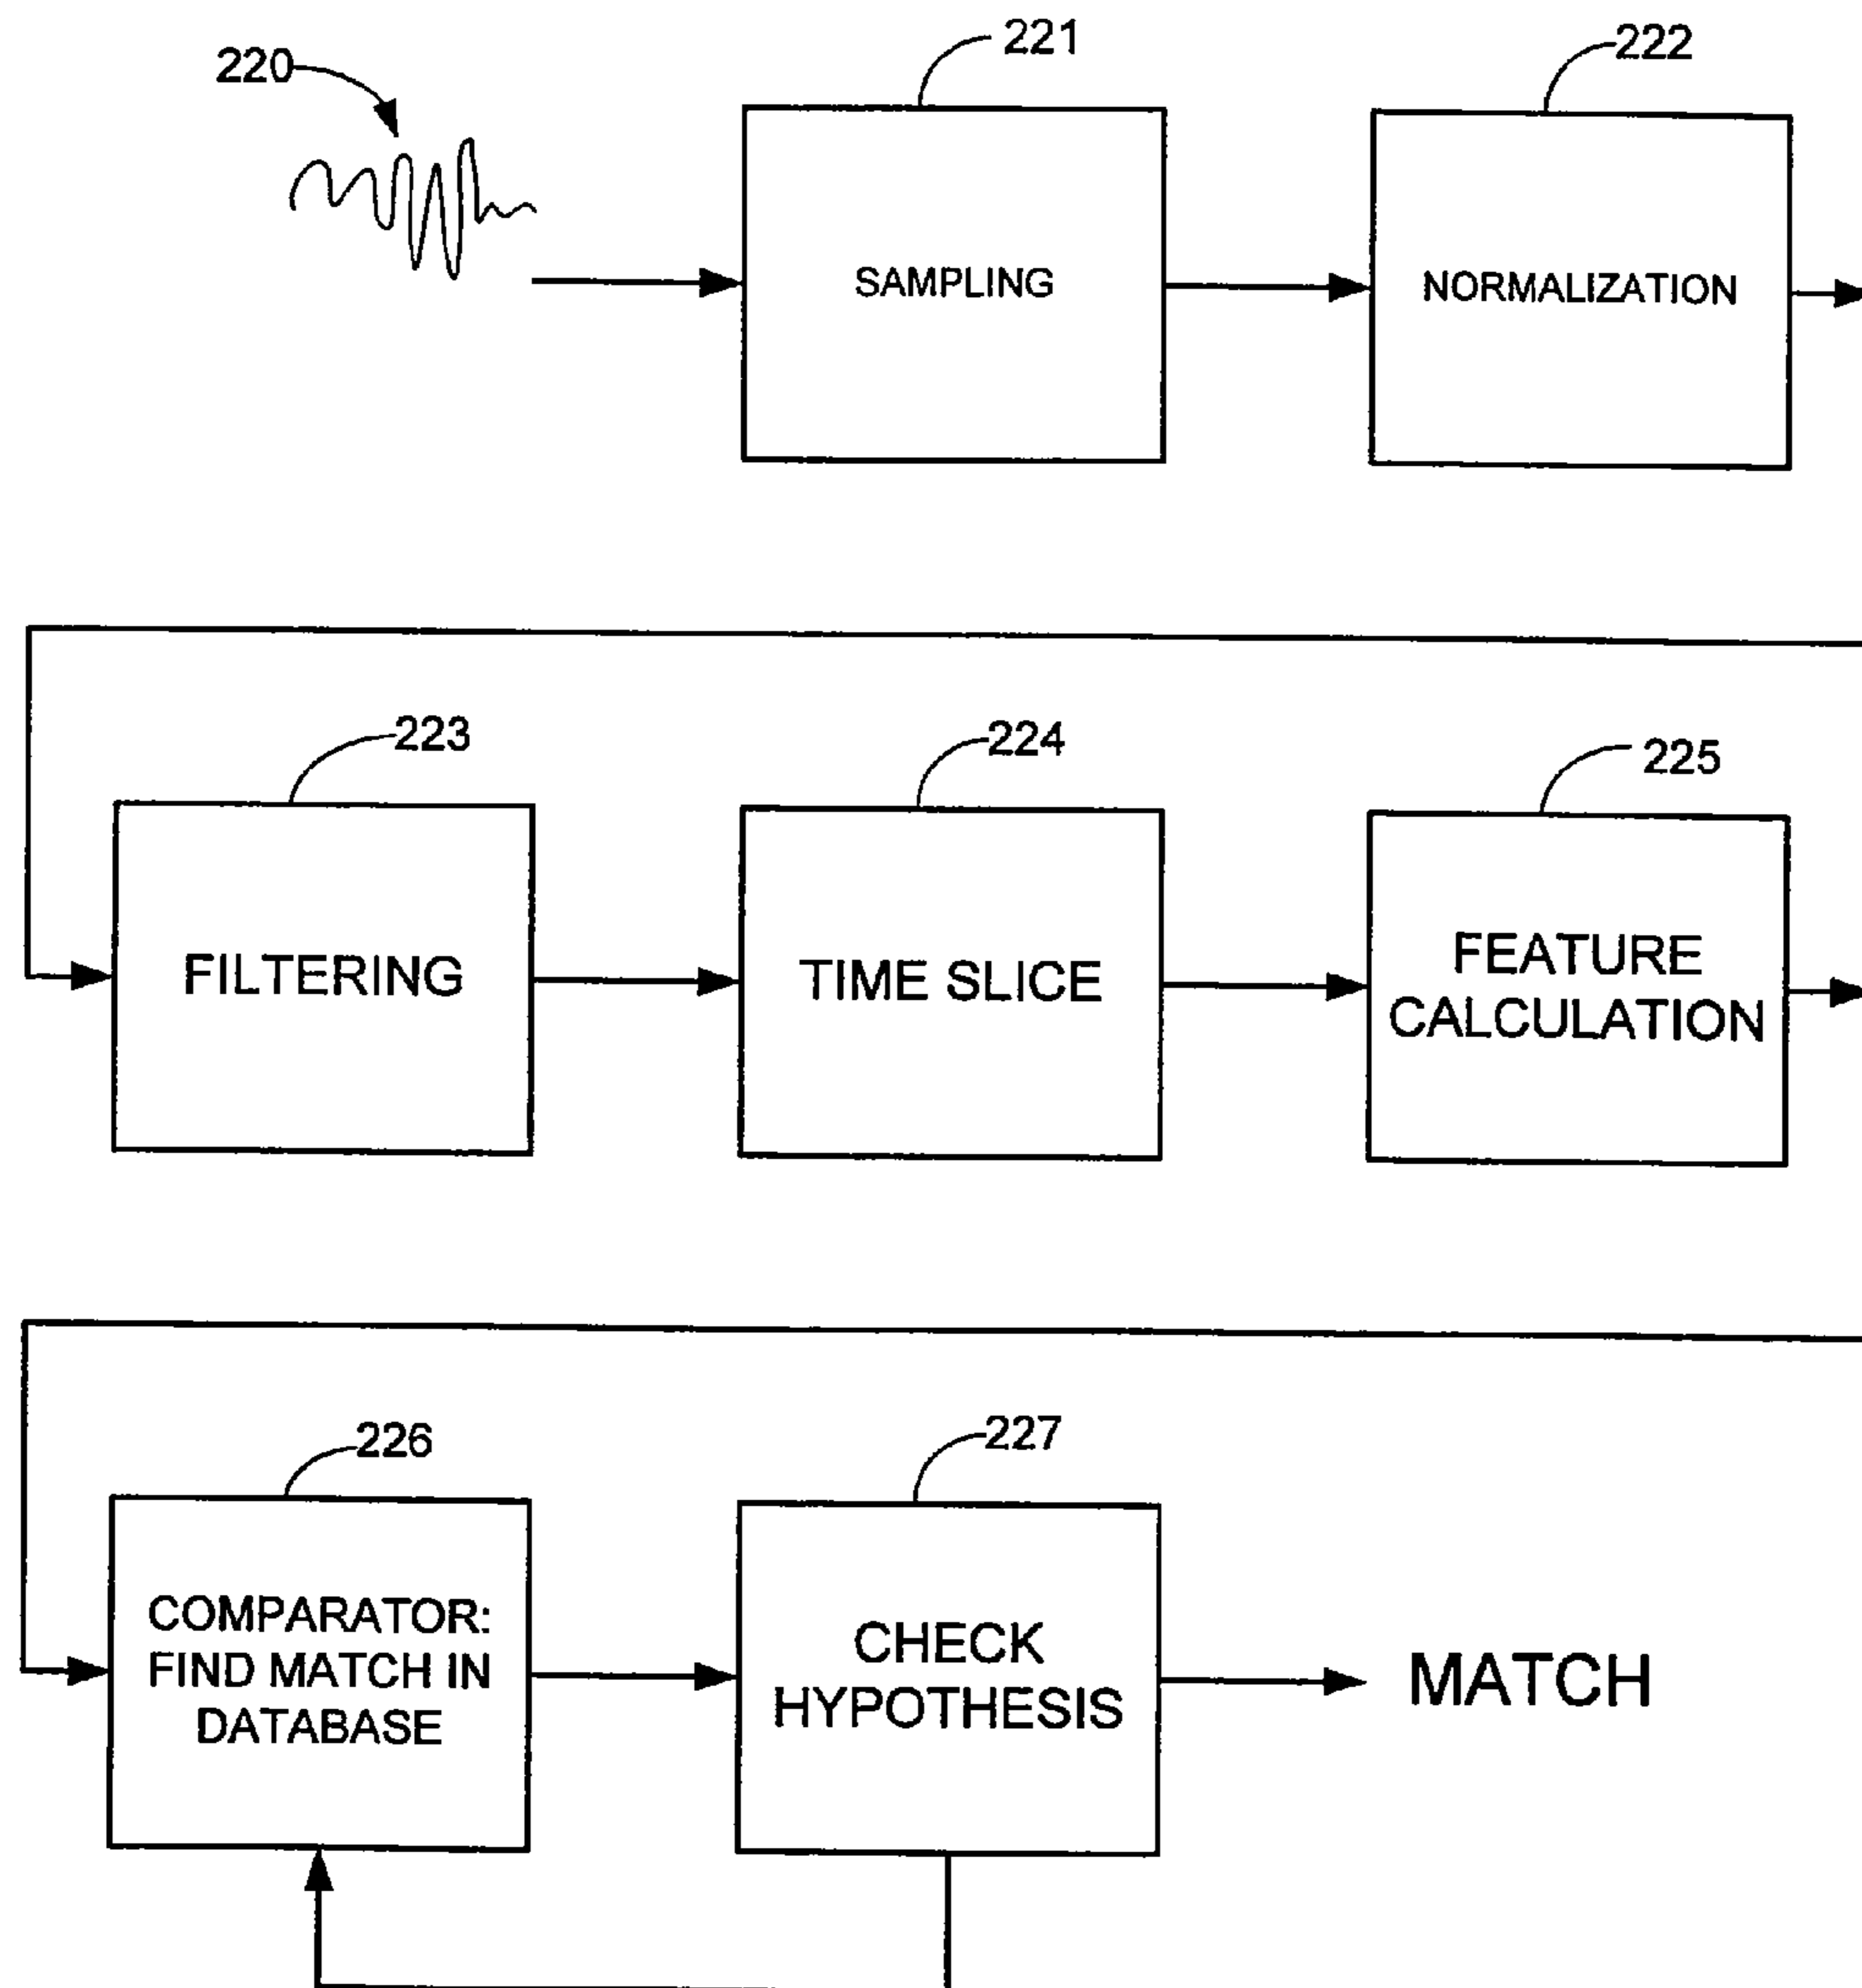 220
221
222
SAMPLING
NORMALIZATION
223
224
225
FILTERING
TIME SLICE
FEATURE
CALCULATION
226
227
COMPARATOR:
FIND MATCH IN
DATABASE
CHECK
HYPOTHESIS
MATCH